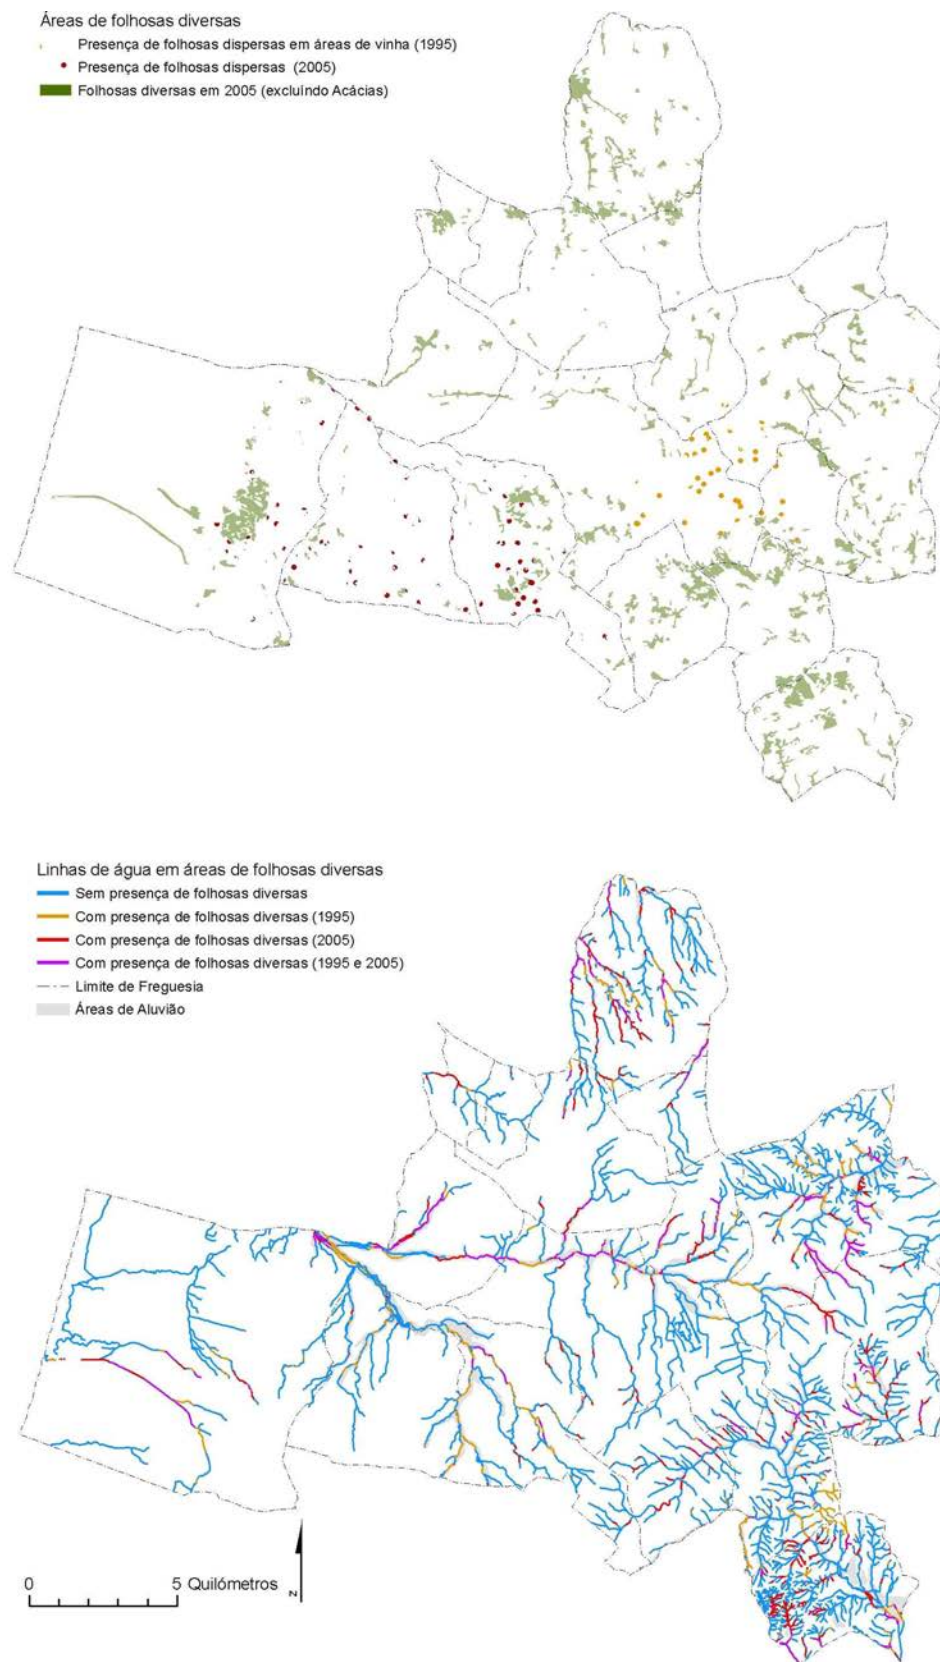 Áreas de folhosas diversas
Presença de folhosas dispersas em áreas de vinha (1995)
Presença de folhosas dispersas (2005)
Folhosas diversas em 2005 (excluíndo Acácias)
Linhas de água em áreas de folhosas diversas
Sem presença de folhosas diversas
Com presença de folhosas diversas (1995)
Com presença de folhosas diversas (2005)
Com presença de folhosas diversas (1995 e 2005)
Limite de Freguesia
Áreas de Aluvião
0 5 Quilómetros
N